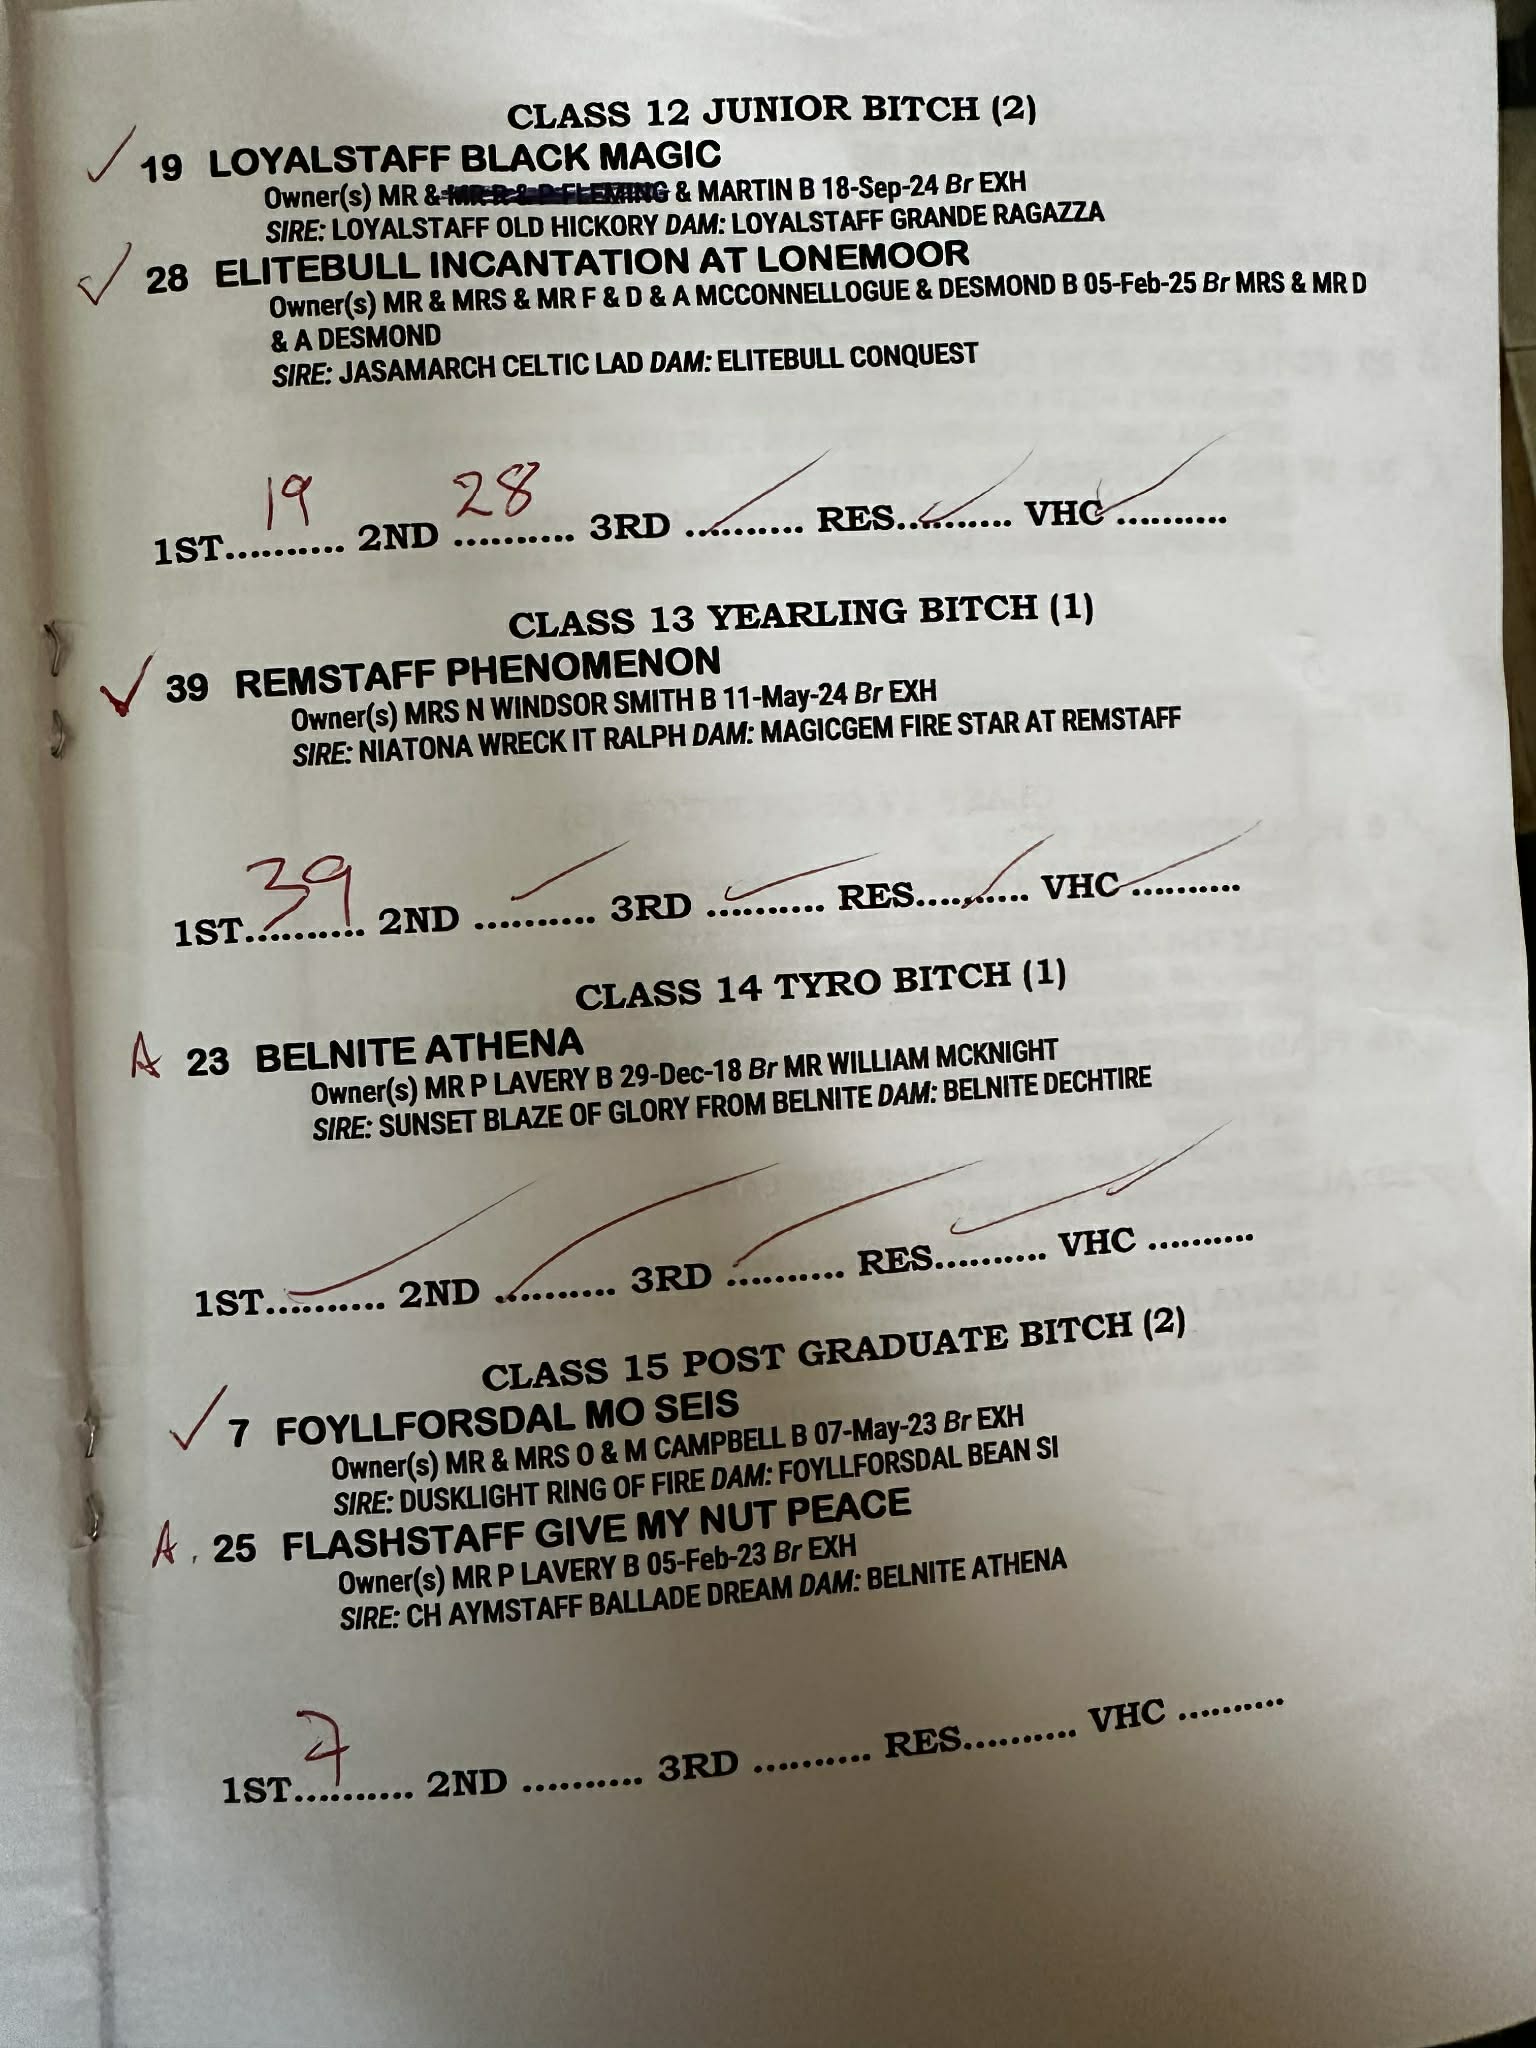 CLASS 12 JUNIOR BITCH (2)
✓ 19 LOYALSTAFF BLACK MAGIC
Owner(s) MR & MR R & P FLEMING & MARTIN B 18-Sep-24 Br EXH
SIRE: LOYALSTAFF OLD HICKORY DAM: LOYALSTAFF GRANDE RAGAZZA
✓ 28 ELITEBULL INCANTATION AT LONEMOOR
Owner(s) MR & MRS & MR F & D & A MCCONNELLOGUE & DESMOND B 05-Feb-25 Br MRS & MR D
& A DESMOND
SIRE: JASAMARCH CELTIC LAD DAM: ELITEBULL CONQUEST
1ST..19........ 2ND ..28........ 3RD .......... RES.......... VHC ..........
CLASS 13 YEARLING BITCH (1)
✓ 39 REMSTAFF PHENOMENON
Owner(s) MRS N WINDSOR SMITH B 11-May-24 Br EXH
SIRE: NIATONA WRECK IT RALPH DAM: MAGICGEM FIRE STAR AT REMSTAFF
1ST..39........ 2ND .......... 3RD .......... RES.......... VHC ..........
CLASS 14 TYRO BITCH (1)
A 23 BELNITE ATHENA
Owner(s) MR P LAVERY B 29-Dec-18 Br MR WILLIAM MCKNIGHT
SIRE: SUNSET BLAZE OF GLORY FROM BELNITE DAM: BELNITE DECHTIRE
1ST.......... 2ND .......... 3RD .......... RES.......... VHC ..........
CLASS 15 POST GRADUATE BITCH (2)
✓ 7 FOYLLFORSDAL MO SEIS
Owner(s) MR & MRS O & M CAMPBELL B 07-May-23 Br EXH
SIRE: DUSKLIGHT RING OF FIRE DAM: FOYLLFORSDAL BEAN SI
A. 25 FLASHSTAFF GIVE MY NUT PEACE
Owner(s) MR P LAVERY B 05-Feb-23 Br EXH
SIRE: CH AYMSTAFF BALLADE DREAM DAM: BELNITE ATHENA
1ST..7........ 2ND .......... 3RD .......... RES.......... VHC ..........